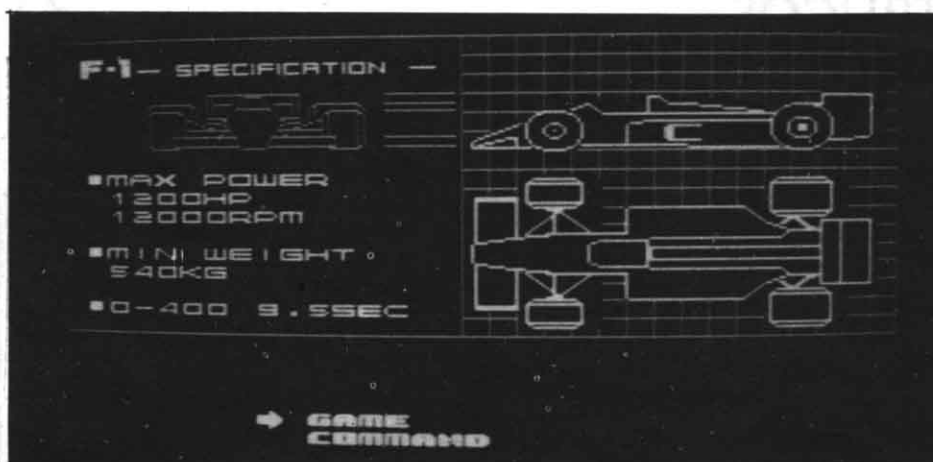 F-1 — SPECIFICATION —
■MAX POWER
1200HP
12000RPM
■MINI WEIGHT
540KG
■0-400 9.5SEC
➡ GAME
COMMAND